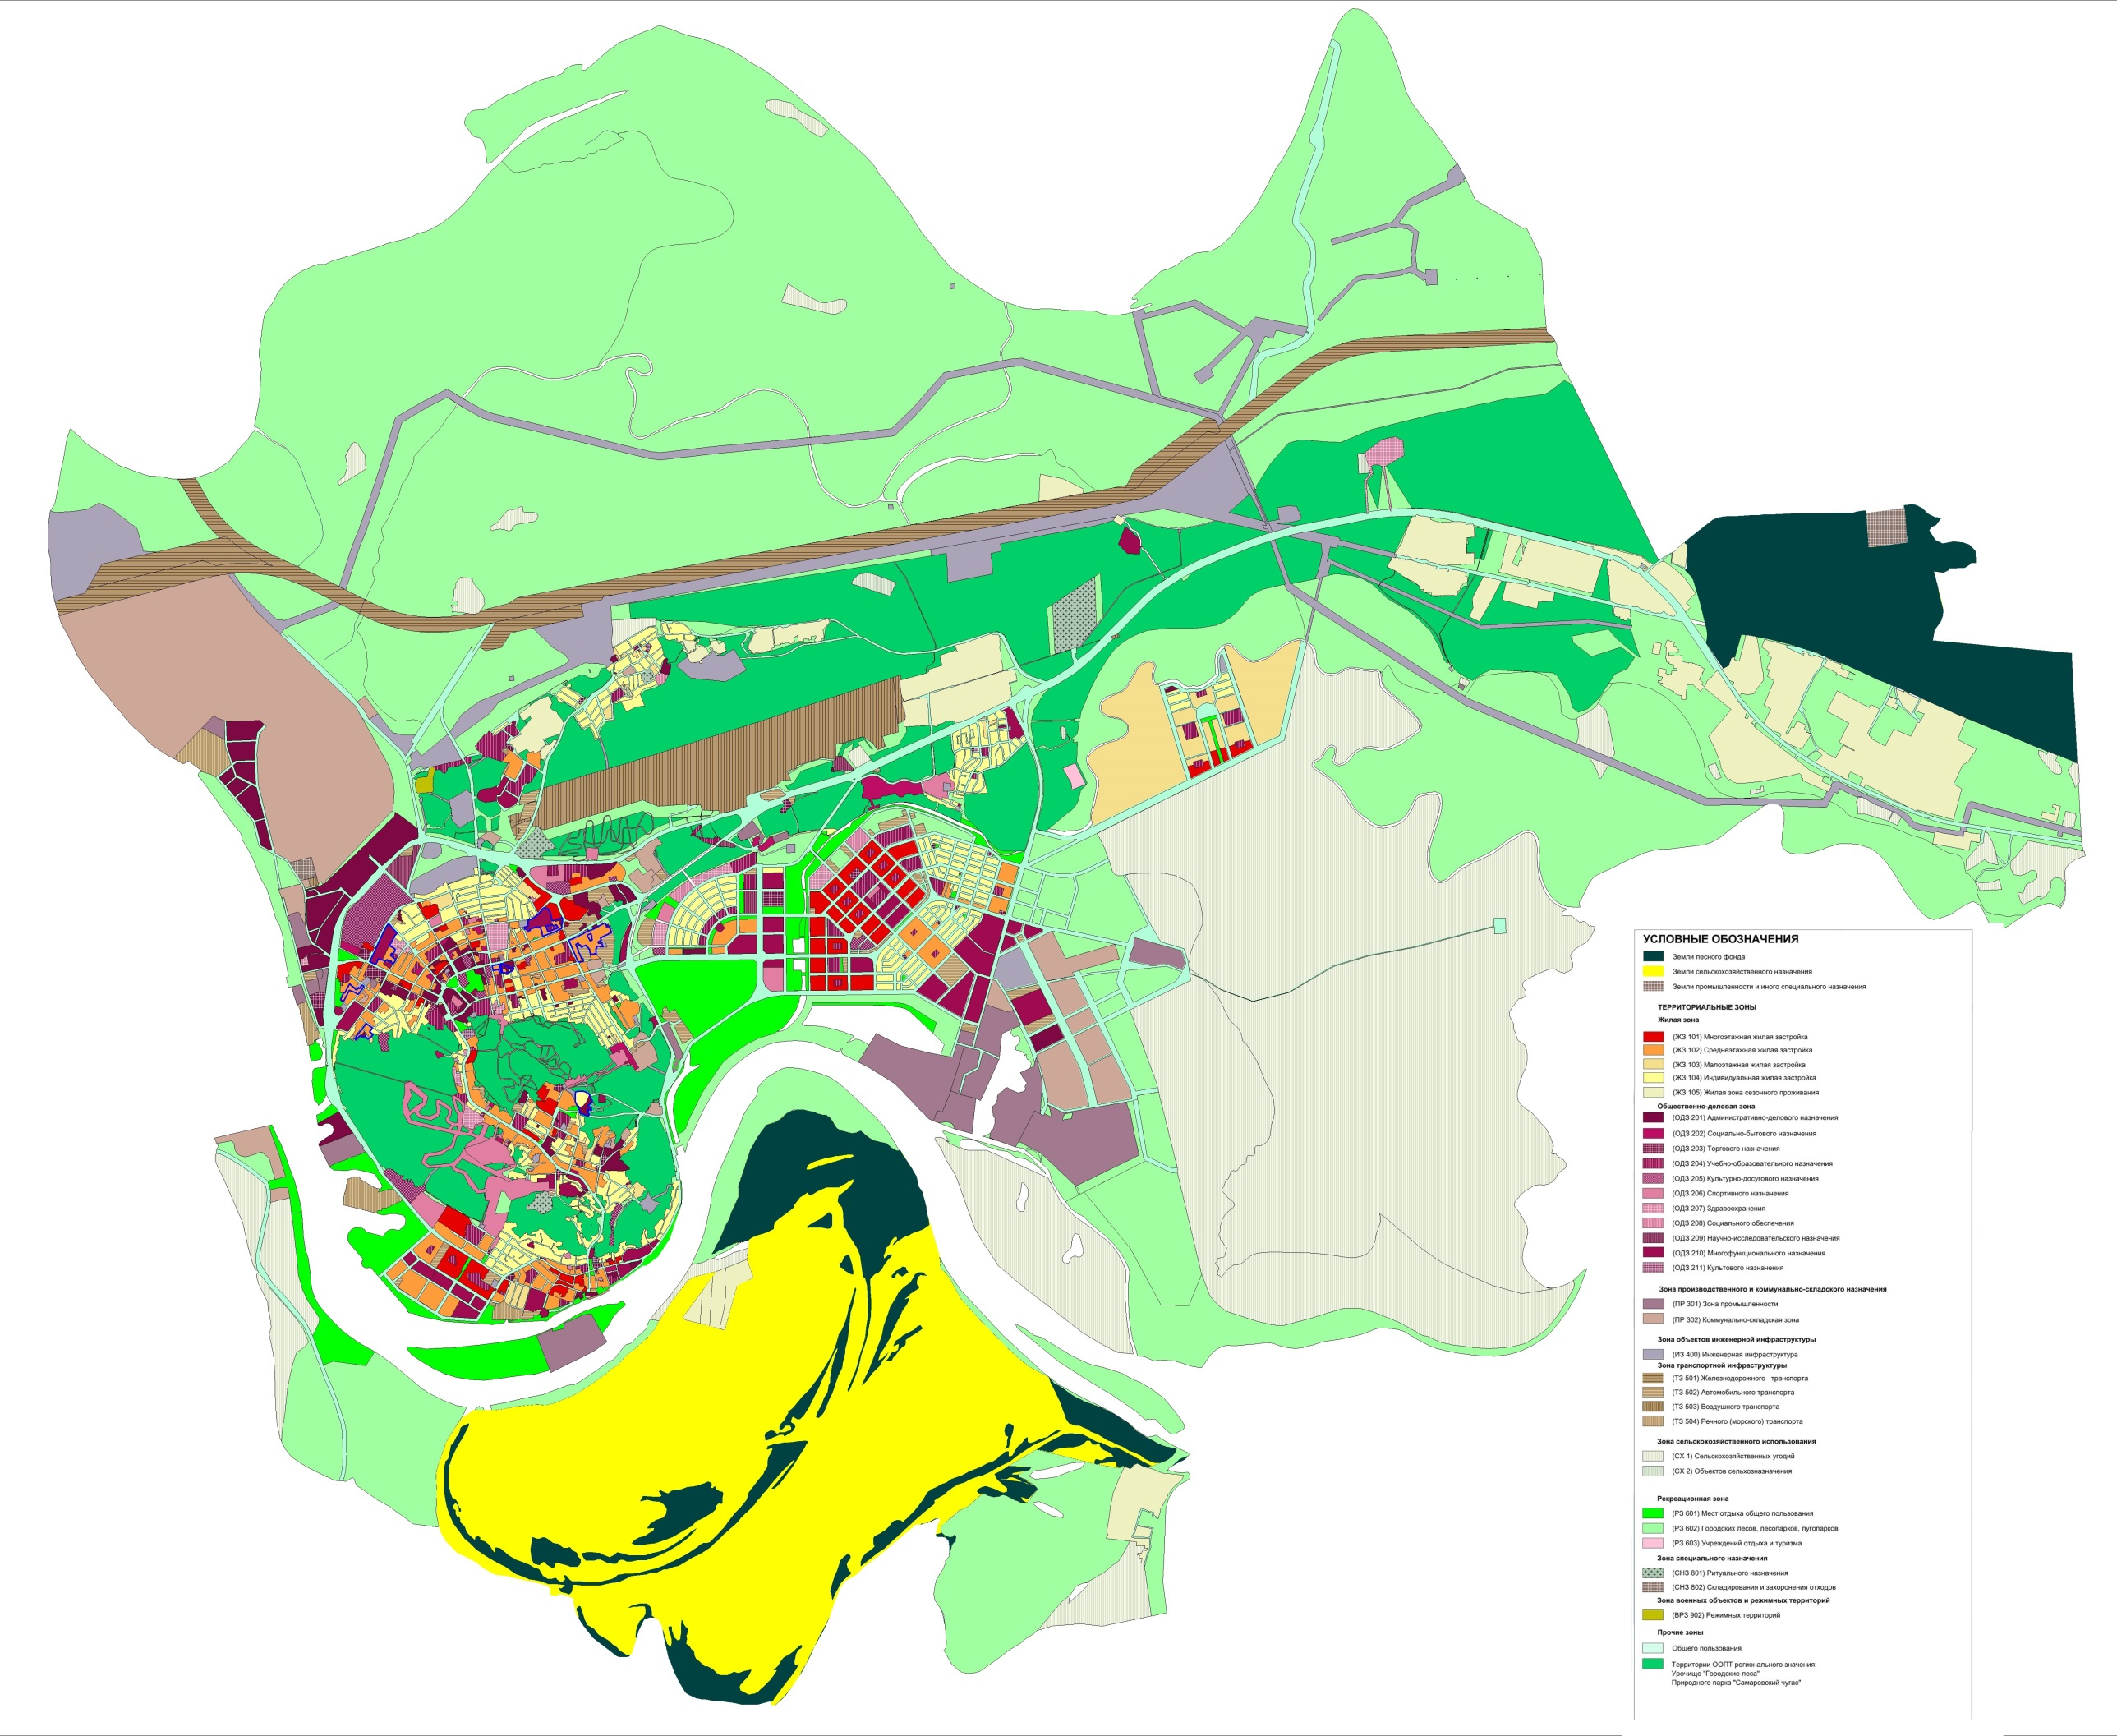 УСЛОВНЫЕ ОБОЗНАЧЕНИЯ
Земли лесного фонда
Земли сельскохозяйственного назначения
Земли промышленности и иного специального назначения
ТЕРРИТОРИАЛЬНЫЕ ЗОНЫ
Жилая зона
(ЖЗ 101) Многоэтажная жилая застройка
(ЖЗ 102) Среднеэтажная жилая застройка
(ЖЗ 103) Малоэтажная жилая застройка
(ЖЗ 104) Индивидуальная жилая застройка
(ЖЗ 105) Жилая зона сезонного проживания
Общественно-деловая зона
(ОДЗ 201) Административно-делового назначения
(ОДЗ 202) Социально-бытового назначения
(ОДЗ 203) Торгового назначения
(ОДЗ 204) Учебно-образовательного назначения
(ОДЗ 205) Культурно-досугового назначения
(ОДЗ 206) Спортивного назначения
(ОДЗ 207) Здравоохранения
(ОДЗ 208) Социального обеспечения
(ОДЗ 209) Научно-исследовательского назначения
(ОДЗ 210) Многофункционального назначения
(ОДЗ 211) Культового назначения
Зона производственного и коммунально-складского назначения
(ПР 301) Зона промышленности
(ПР 302) Коммунально-складская зона
Зона объектов инженерной инфраструктуры
(ИЗ 400) Инженерная инфраструктура
Зона транспортной инфраструктуры
(ТЗ 501) Железнодорожного транспорта
(ТЗ 502) Автомобильного транспорта
(ТЗ 503) Воздушного транспорта
(ТЗ 504) Речного (морского) транспорта
Зона сельскохозяйственного использования
(СХ 1) Сельскохозяйственных угодий
(СХ 2) Объектов сельхозназначения
Рекреационная зона
(РЗ 601) Мест отдыха общего пользования
(РЗ 602) Городских лесов, лесопарков, лугопарков
(РЗ 603) Учреждений отдыха и туризма
Зона специального назначения
(СНЗ 801) Ритуального назначения
(СНЗ 802) Складирования и захоронения отходов
Зона военных объектов и режимных территорий
(ВРЗ 902) Режимных территорий
Прочие зоны
Общего пользования
Территории ООПТ регионального значения:
Урочище "Городские леса"
Природного парка "Самаровский чугас"